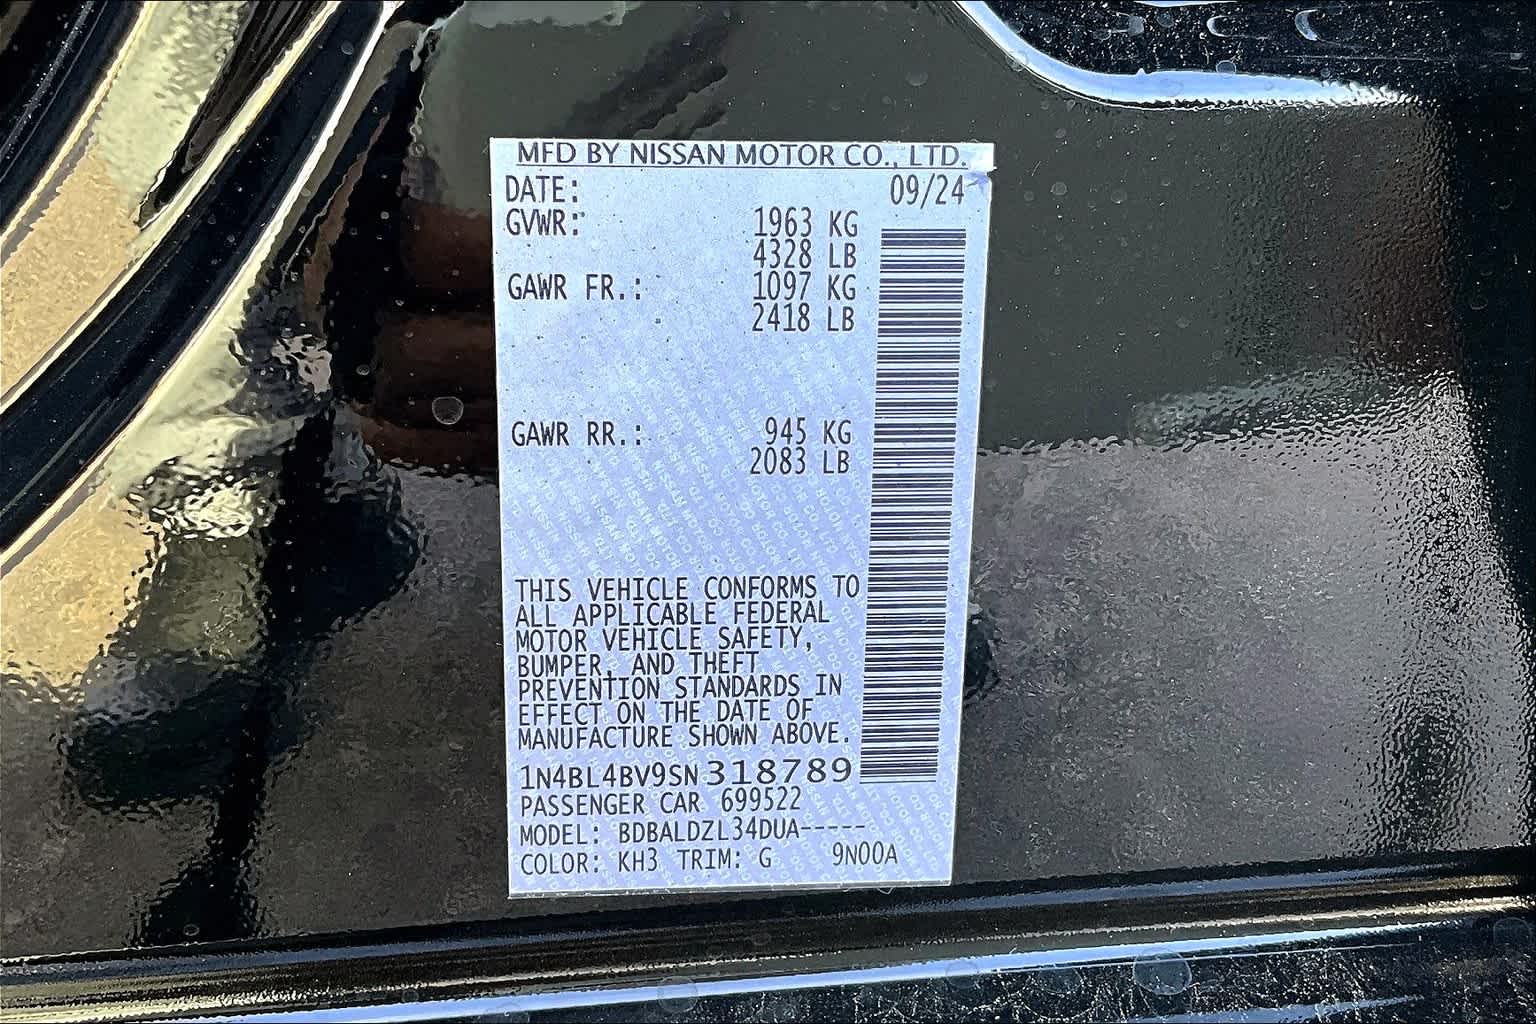 MFD BY NISSAN MOTOR CO., LTD.
DATE: 09/24
GVWR: 1963 KG
4328 LB
GAWR FR.: 1097 KG
2418 LB
GAWR RR.: 945 KG
2083 LB
THIS VEHICLE CONFORMS TO
ALL APPLICABLE FEDERAL
MOTOR VEHICLE SAFETY,
BUMPER, AND THEFT
PREVENTION STANDARDS IN
EFFECT ON THE DATE OF
MANUFACTURE SHOWN ABOVE.
1N4BL4BV9SN318789
PASSENGER CAR 699522
MODEL: BDBALDZL34DUA-----
COLOR: KH3 TRIM: G 9N00A